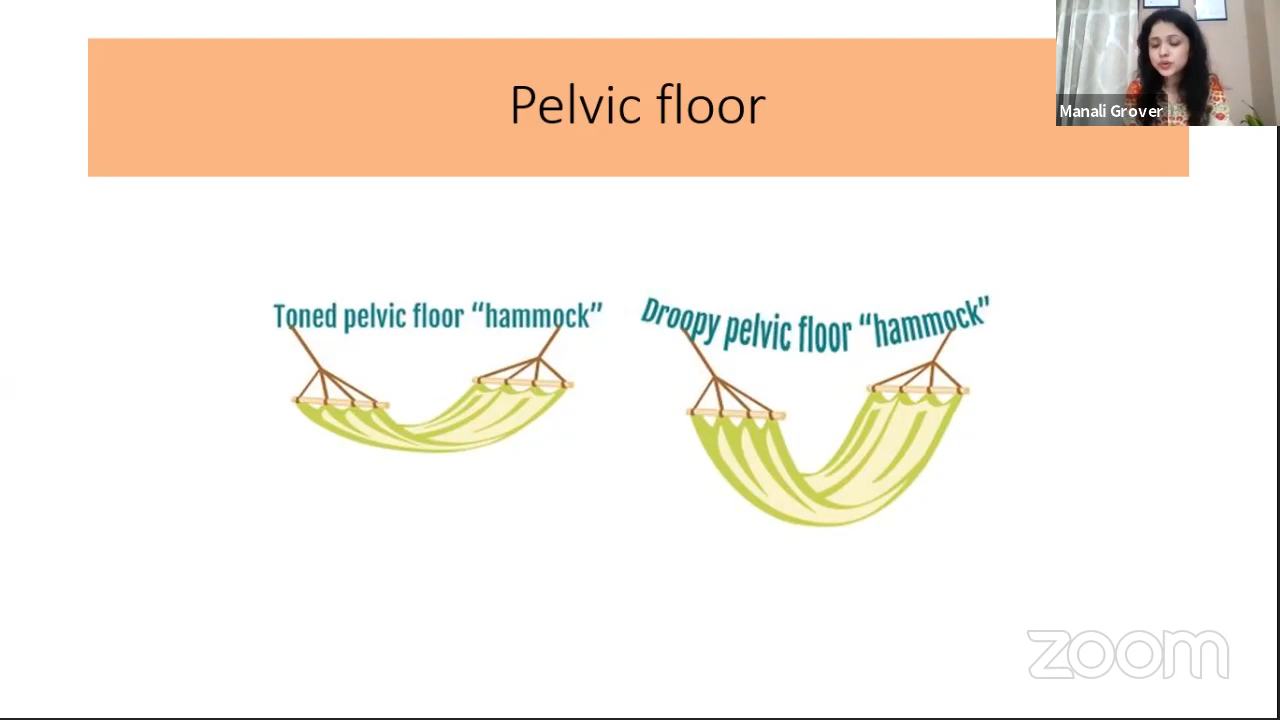 Pelvic floor
Manali Grover
Toned pelvic floor “hammock”
Droopy pelvic floor “hammock”
zoom